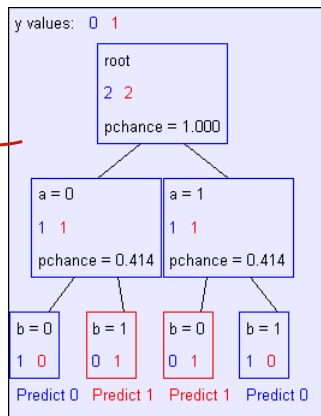 y values: 0 1
root
2 2
pchance = 1.000
a = 0
1 1
pchance = 0.414
a = 1
1 1
pchance = 0.414
b = 0
1 0
Predict 0
b = 1
0 1
Predict 1
b = 0
0 1
Predict 1
b = 1
1 0
Predict 0